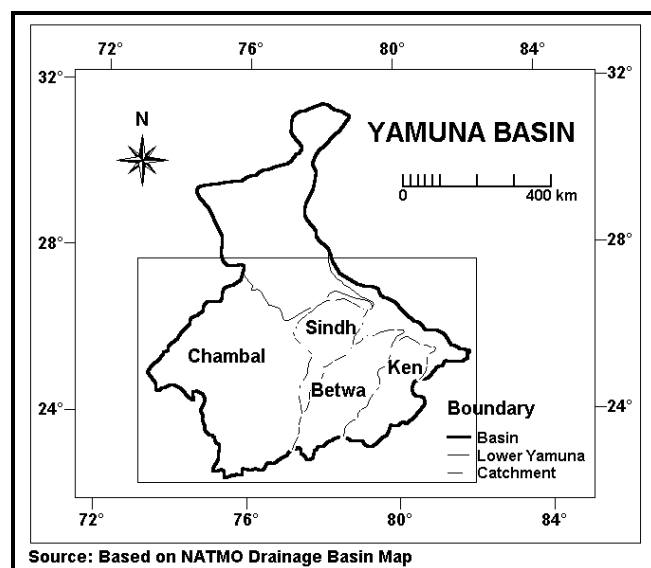 72° 76° 80° 84°
32° 32°
N
YAMUNA BASIN
0 400 km
28° 28°
Sindh
Chambal
Ken
Betwa
Boundary
24° 24°
Basin
Lower Yamuna
Catchment
72° 76° 80° 84°
Source: Based on NATMO Drainage Basin Map